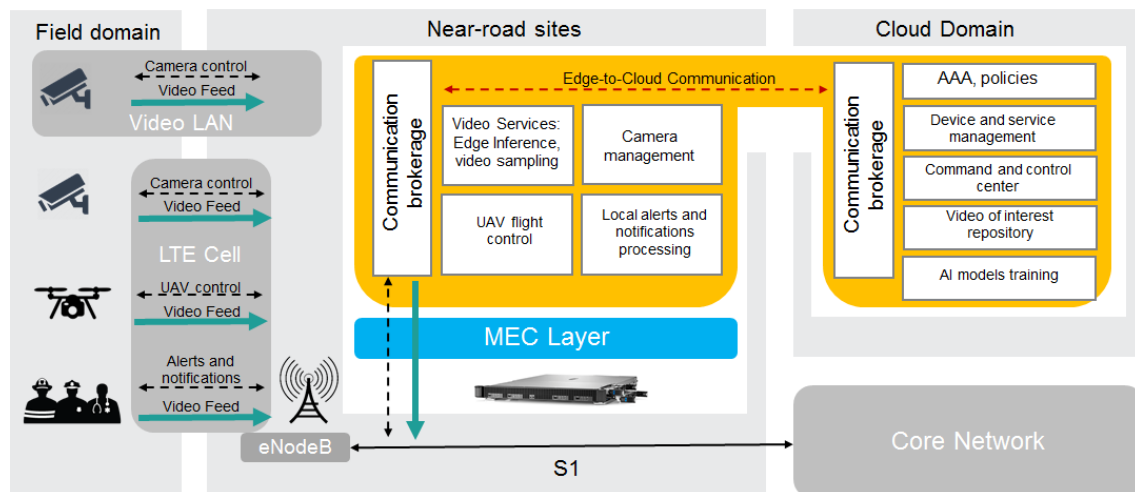 Field domain
Near-road sites
Cloud Domain
Camera control
Video Feed
Video LAN
Camera control
Video Feed
LTE Cell
UAV control
Video Feed
Alerts and
notifications
Video Feed
eNodeB
Communication
brokerage
Edge-to-Cloud Communication
Video Services:
Edge Inference,
video sampling
Camera
management
UAV flight
control
Local alerts and
notifications
processing
MEC Layer
S1
Communication
brokerage
AAA, policies
Device and service
management
Command and control
center
Video of interest
repository
AI models training
Core Network